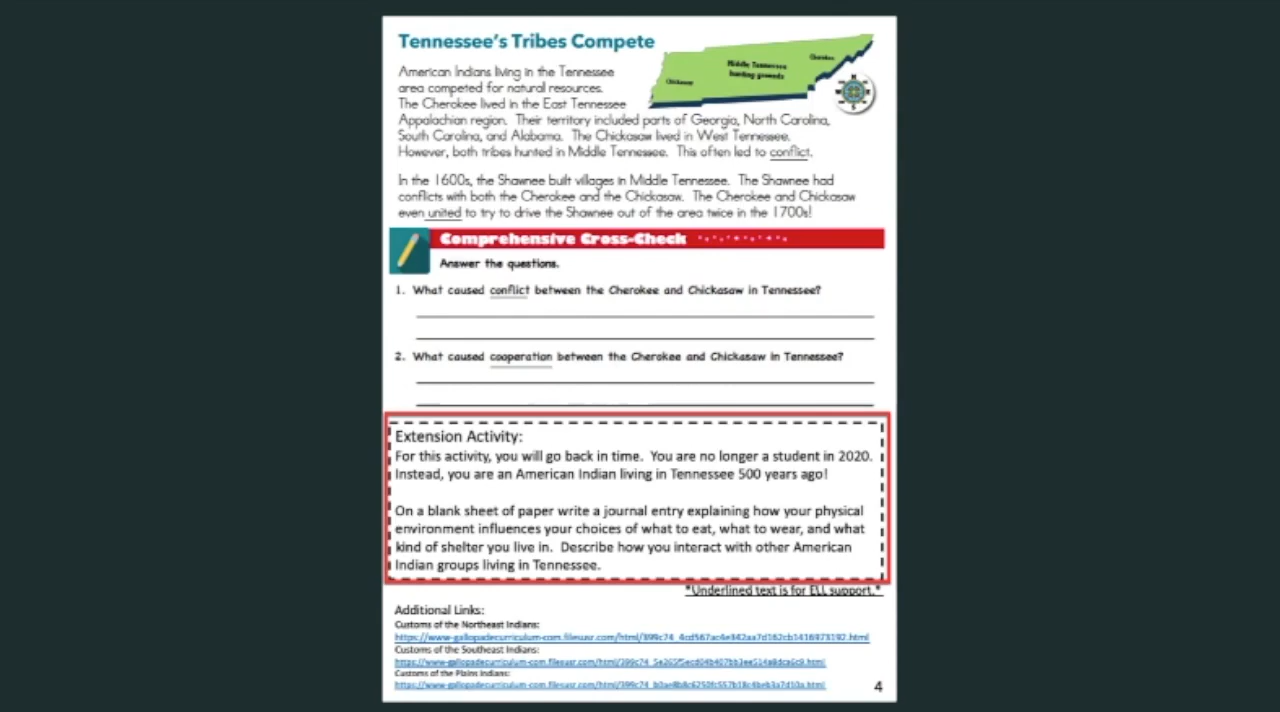 Tennessee's Tribes Compete
Chickasaw
Middle Tennessee
hunting grounds
Cherokee
N
W E
S
American Indians living in the Tennessee
area competed for natural resources.
The Cherokee lived in the East Tennessee
Appalachian region. Their territory included parts of Georgia, North Carolina,
South Carolina, and Alabama. The Chickasaw lived in West Tennessee.
However, both tribes hunted in Middle Tennessee. This often led to conflict.
In the 1600s, the Shawnee built villages in Middle Tennessee. The Shawnee had
conflicts with both the Cherokee and the Chickasaw. The Cherokee and Chickasaw
even united to try to drive the Shawnee out of the area twice in the 1700s!
Comprehensive Cross-Check
Answer the questions.
1. What caused conflict between the Cherokee and Chickasaw in Tennessee?
2. What caused cooperation between the Cherokee and Chickasaw in Tennessee?
Extension Activity:
For this activity, you will go back in time. You are no longer a student in 2020.
Instead, you are an American Indian living in Tennessee 500 years ago!
On a blank sheet of paper write a journal entry explaining how your physical
environment influences your choices of what to eat, what to wear, and what
kind of shelter you live in. Describe how you interact with other American
Indian groups living in Tennessee.
*Underlined text is for ELL support.*
Additional Links:
Customs of the Northeast Indians:
Customs of the Southeast Indians:
Customs of the Plains Indians:
4